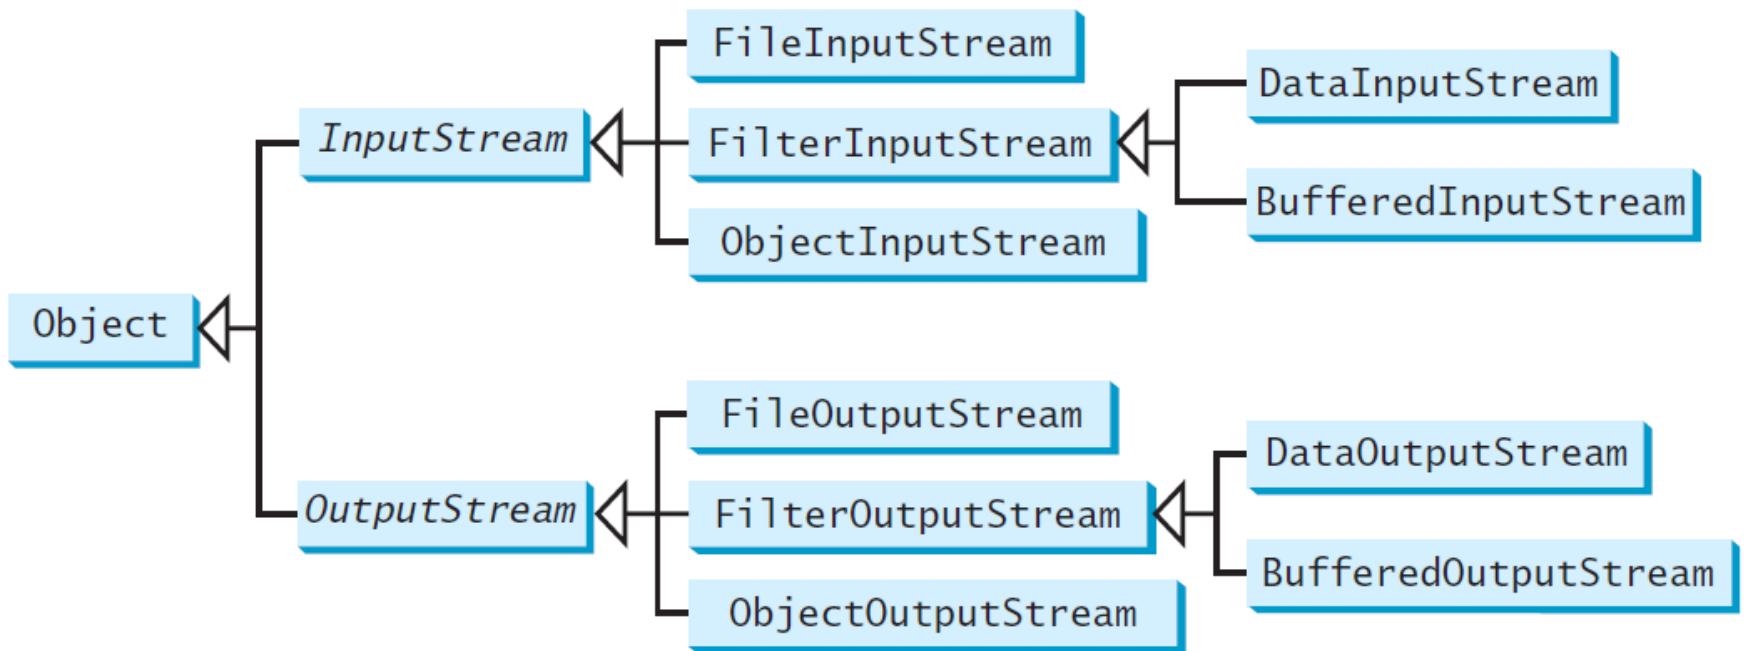 FileInputStream
DataInputStream
InputStream
FilterInputStream
BufferedInputStream
ObjectInputStream
Object
FileOutputStream
DataOutputStream
OutputStream
FilterOutputStream
BufferedOutputStream
ObjectOutputStream